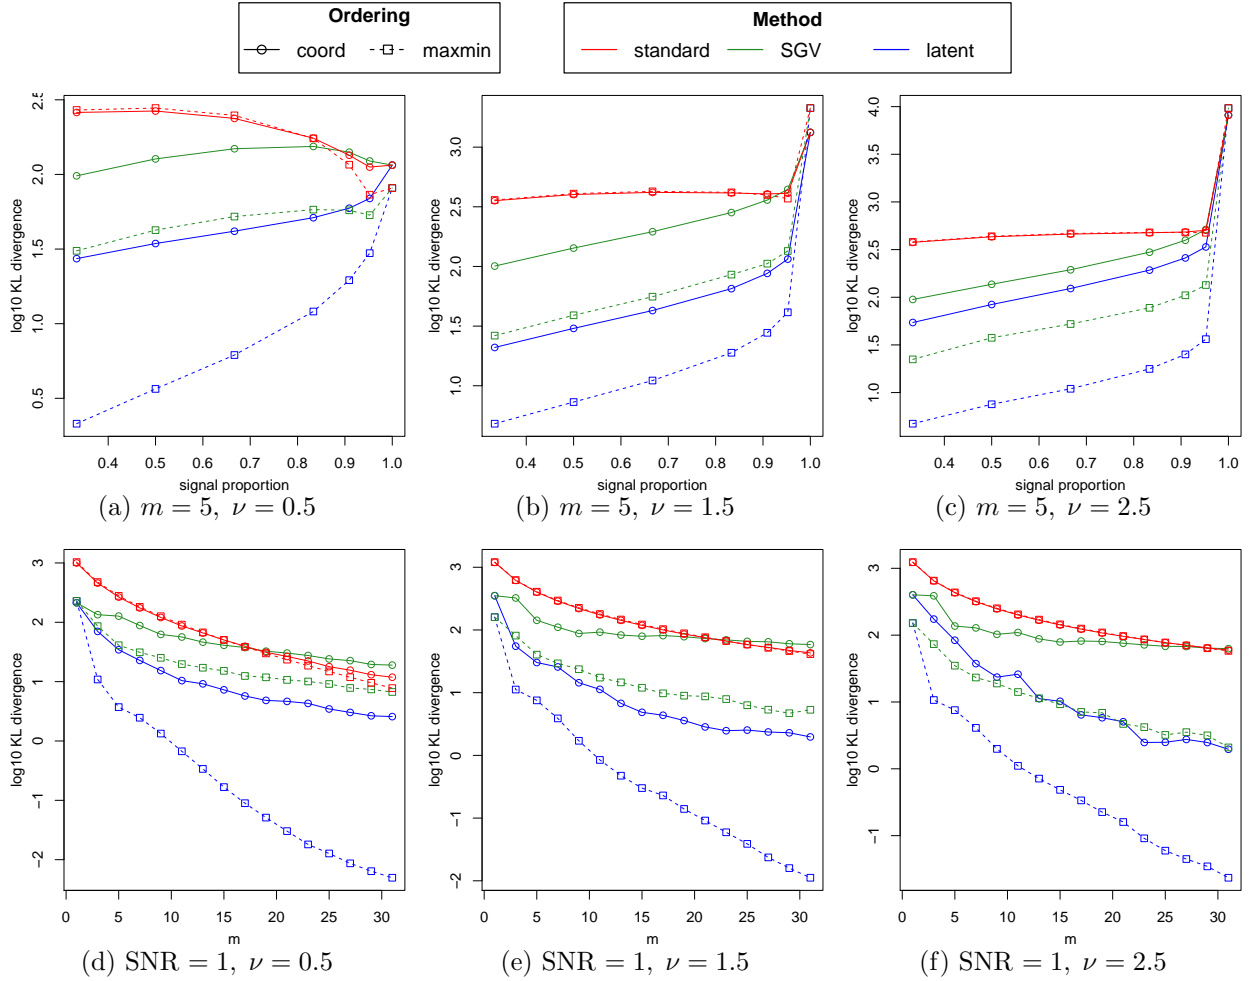 Ordering
coord maxmin
Method
standard SGV latent
log10 KL divergence
0.5 1.0 1.5 2.0 2.5
0.4 0.5 0.6 0.7 0.8 0.9 1.0
signal proportion
(a) m = 5, ν = 0.5
log10 KL divergence
1.0 1.5 2.0 2.5 3.0
0.4 0.5 0.6 0.7 0.8 0.9 1.0
signal proportion
(b) m = 5, ν = 1.5
log10 KL divergence
1.0 1.5 2.0 2.5 3.0 3.5 4.0
0.4 0.5 0.6 0.7 0.8 0.9 1.0
signal proportion
(c) m = 5, ν = 2.5
log10 KL divergence
−2 −1 0 1 2 3
0 5 10 15 20 25 30
m
(d) SNR = 1, ν = 0.5
log10 KL divergence
−2 −1 0 1 2 3
0 5 10 15 20 25 30
m
(e) SNR = 1, ν = 1.5
log10 KL divergence
−1 0 1 2 3
0 5 10 15 20 25 30
m
(f) SNR = 1, ν = 2.5